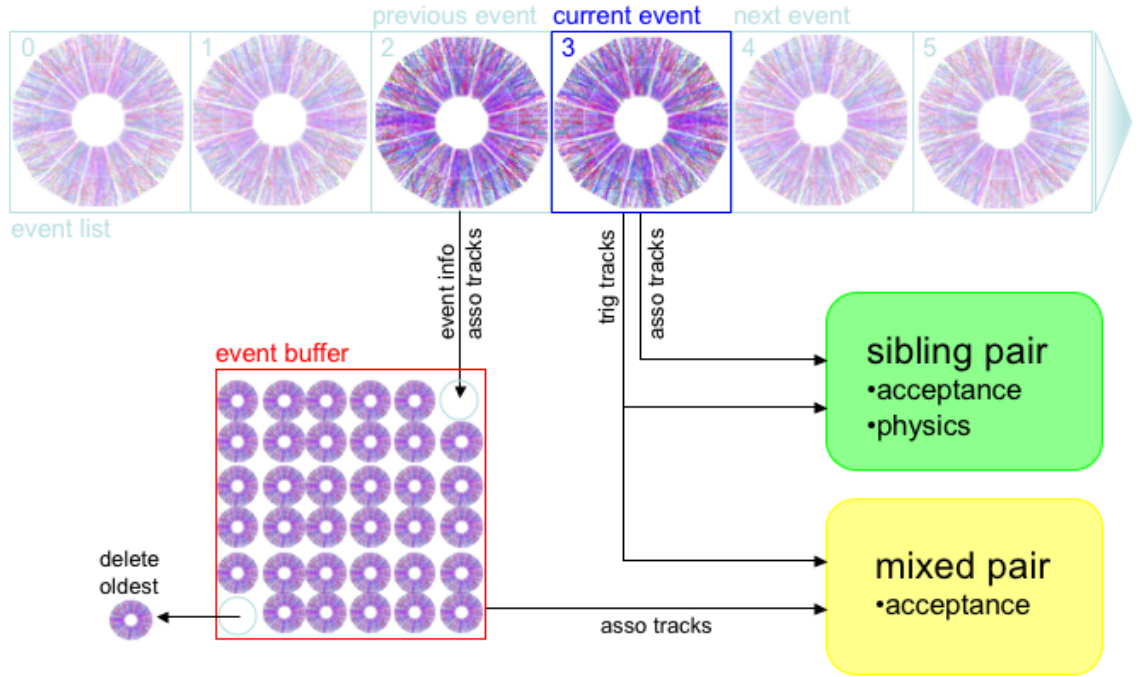 previous event
current event
next event
0
1
2
3
4
5
event list
event info
asso tracks
trig tracks
asso tracks
event buffer
sibling pair
•acceptance
•physics
delete
oldest
mixed pair
•acceptance
asso tracks